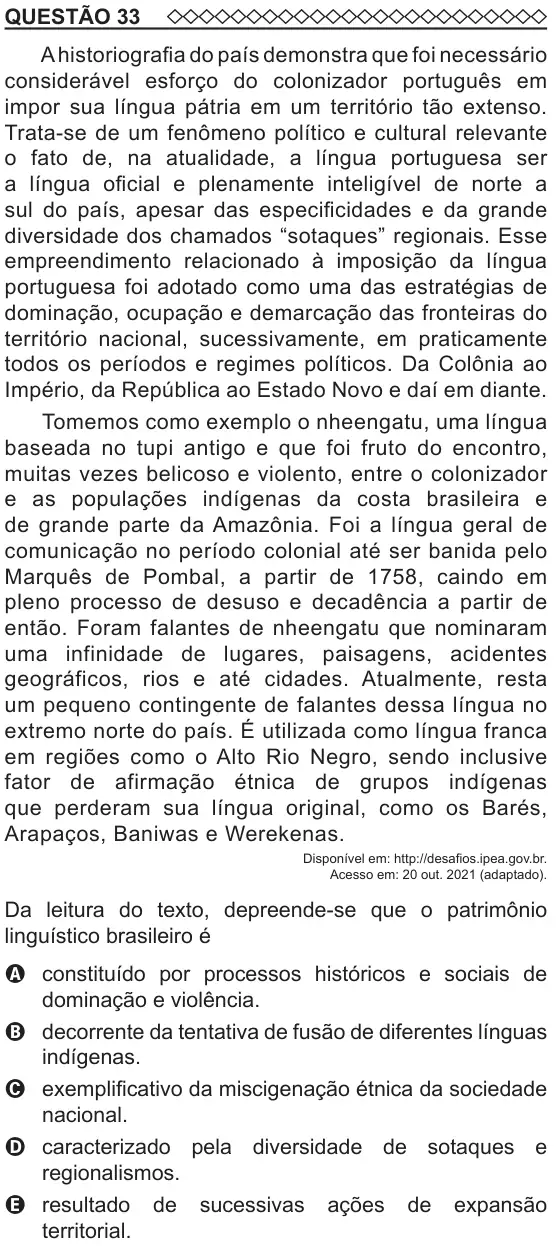 QUESTÃO 33
A historiografia do país demonstra que foi necessário
considerável esforço do colonizador português em
impor sua língua pátria em um território tão extenso.
Trata-se de um fenômeno político e cultural relevante
o fato de, na atualidade, a língua portuguesa ser
a língua oficial e plenamente inteligível de norte a
sul do país, apesar das especificidades e da grande
diversidade dos chamados “sotaques” regionais. Esse
empreendimento relacionado à imposição da língua
portuguesa foi adotado como uma das estratégias de
dominação, ocupação e demarcação das fronteiras do
território nacional, sucessivamente, em praticamente
todos os períodos e regimes políticos. Da Colônia ao
Império, da República ao Estado Novo e daí em diante.
Tomemos como exemplo o nheengatu, uma língua
baseada no tupi antigo e que foi fruto do encontro,
muitas vezes belicoso e violento, entre o colonizador
e as populações indígenas da costa brasileira e
de grande parte da Amazônia. Foi a língua geral de
comunicação no período colonial até ser banida pelo
Marquês de Pombal, a partir de 1758, caindo em
pleno processo de desuso e decadência a partir de
então. Foram falantes de nheengatu que nominaram
uma infinidade de lugares, paisagens, acidentes
geográficos, rios e até cidades. Atualmente, resta
um pequeno contingente de falantes dessa língua no
extremo norte do país. É utilizada como língua franca
em regiões como o Alto Rio Negro, sendo inclusive
fator de afirmação étnica de grupos indígenas
que perderam sua língua original, como os Barés,
Arapaços, Baniwas e Werekenas.
Disponível em: http://desafios.ipea.gov.br.
Acesso em: 20 out. 2021 (adaptado).
Da leitura do texto, depreende-se que o patrimônio
linguístico brasileiro é
A constituído por processos históricos e sociais de
dominação e violência.
B decorrente da tentativa de fusão de diferentes línguas
indígenas.
C exemplificativo da miscigenação étnica da sociedade
nacional.
D caracterizado pela diversidade de sotaques e
regionalismos.
E resultado de sucessivas ações de expansão
territorial.